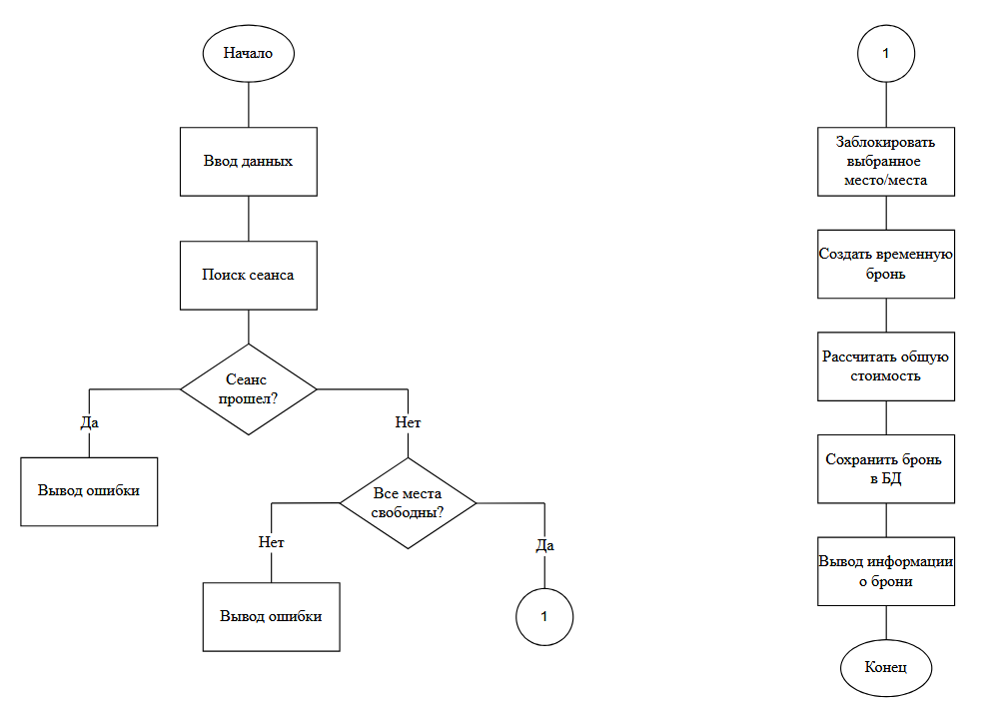 Начало
Ввод данных
Поиск сеанса
Сеанс
прошел?
Да
Нет
Вывод ошибки
Все места
свободны?
Нет
Да
Вывод ошибки
1
1
Заблокировать
выбранное
место/места
Создать временную
бронь
Рассчитать общую
стоимость
Сохранить бронь
в БД
Вывод информации
о брони
Конец